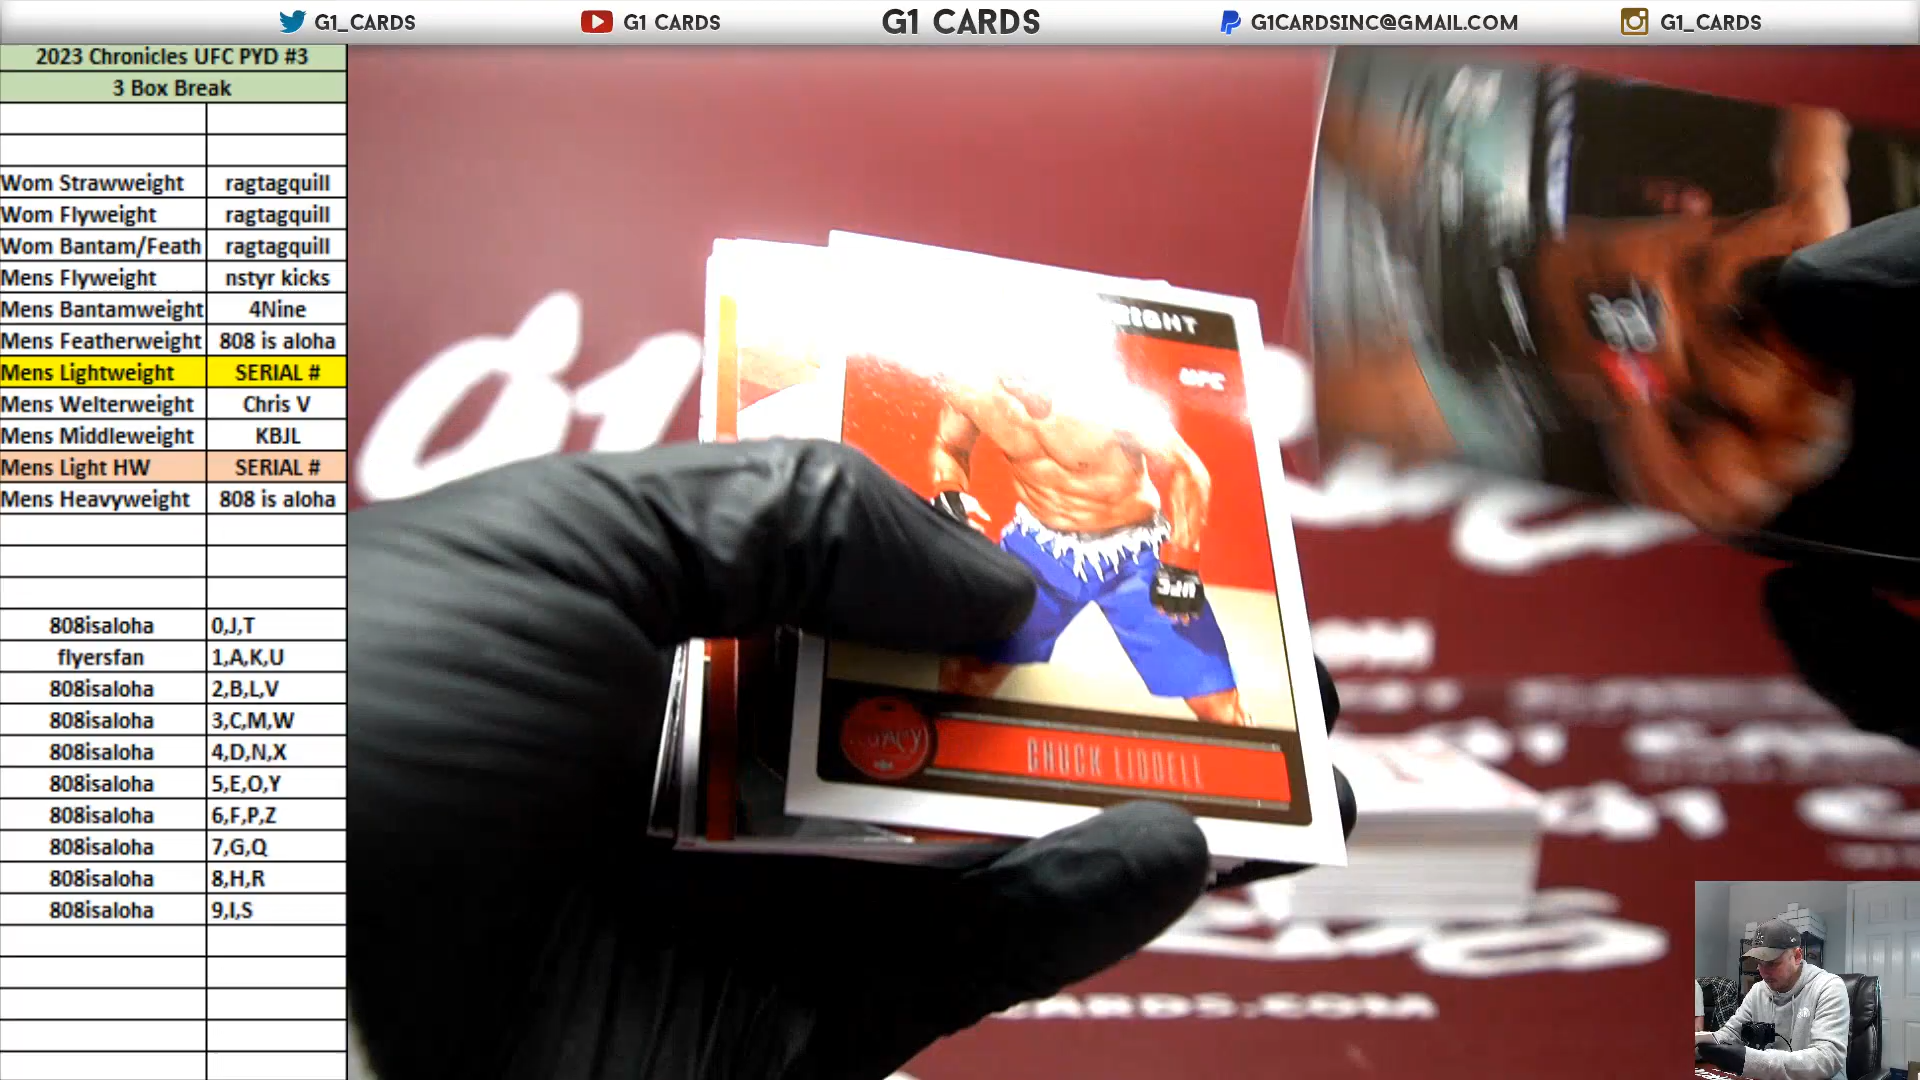 G1_CARDS
G1 CARDS
G1 CARDS
G1CARDSINC@GMAIL.COM
G1_CARDS
2023 Chronicles UFC PYD #3
3 Box Break
Wom Strawweight ragtagquill
Wom Flyweight ragtagquill
Wom Bantam/Feath ragtagquill
Mens Flyweight nstyr kicks
Mens Bantamweight 4Nine
Mens Featherweight 808 is aloha
Mens Lightweight SERIAL #
Mens Welterweight Chris V
Mens Middleweight KBJL
Mens Light HW SERIAL #
Mens Heavyweight 808 is aloha
808isaloha 0,J,T
flyersfan 1,A,K,U
808isaloha 2,B,L,V
808isaloha 3,C,M,W
808isaloha 4,D,N,X
808isaloha 5,E,O,Y
808isaloha 6,F,P,Z
808isaloha 7,G,Q
808isaloha 8,H,R
808isaloha 9,I,S
UFC
UFC
CHUCK LIDDELL